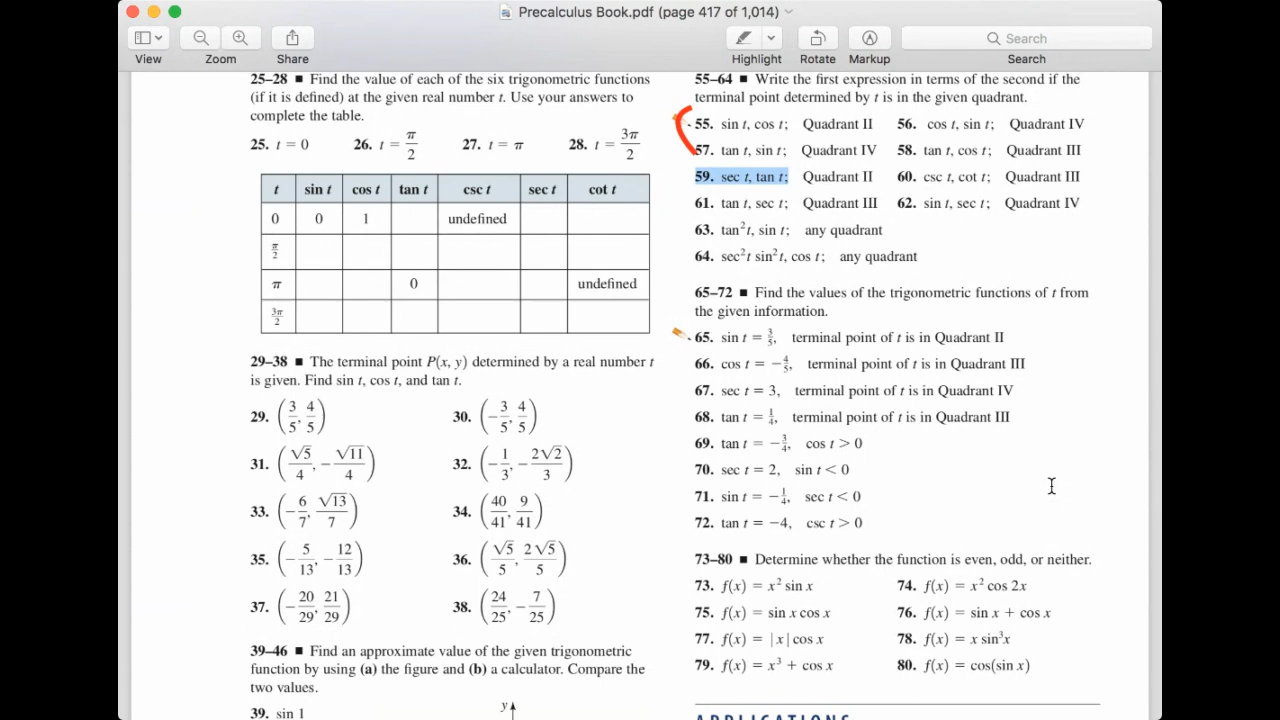 Precalculus Book.pdf (page 417 of 1,014)
View
Zoom
Share
Highlight
Rotate
Markup
Search
Search
25–28 ■ Find the value of each of the six trigonometric functions
(if it is defined) at the given real number t. Use your answers to
complete the table.
25. t = 0 26. t = π/2 27. t = π 28. t = 3π/2
t sin t cos t tan t csc t sec t cot t
0 0 1 undefined
π/2
π 0 undefined
3π/2
29–38 ■ The terminal point P(x, y) determined by a real number t
is given. Find sin t, cos t, and tan t.
29. (3/5, 4/5) 30. (−3/5, 4/5)
31. (√5/4, −√11/4) 32. (−1/3, −2√2/3)
33. (−6/7, √13/7) 34. (40/41, 9/41)
35. (−5/13, −12/13) 36. (√5/5, 2√5/5)
37. (−20/29, 21/29) 38. (24/25, −7/25)
39–46 ■ Find an approximate value of the given trigonometric
function by using (a) the figure and (b) a calculator. Compare the
two values.
39. sin 1
y
55–64 ■ Write the first expression in terms of the second if the
terminal point determined by t is in the given quadrant.
55. sin t, cos t; Quadrant II 56. cos t, sin t; Quadrant IV
57. tan t, sin t; Quadrant IV 58. tan t, cos t; Quadrant III
59. sec t, tan t; Quadrant II 60. csc t, cot t; Quadrant III
61. tan t, sec t; Quadrant III 62. sin t, sec t; Quadrant IV
63. tan²t, sin t; any quadrant
64. sec²t sin²t, cos t; any quadrant
65–72 ■ Find the values of the trigonometric functions of t from
the given information.
65. sin t = 3/5, terminal point of t is in Quadrant II
66. cos t = −4/5, terminal point of t is in Quadrant III
67. sec t = 3, terminal point of t is in Quadrant IV
68. tan t = 1/4, terminal point of t is in Quadrant III
69. tan t = −3/4, cos t > 0
70. sec t = 2, sin t < 0
71. sin t = −1/4, sec t < 0
72. tan t = −4, csc t > 0
73–80 ■ Determine whether the function is even, odd, or neither.
73. f(x) = x² sin x 74. f(x) = x² cos 2x
75. f(x) = sin x cos x 76. f(x) = sin x + cos x
77. f(x) = |x| cos x 78. f(x) = x sin³x
79. f(x) = x³ + cos x 80. f(x) = cos(sin x)
APPLICATIONS